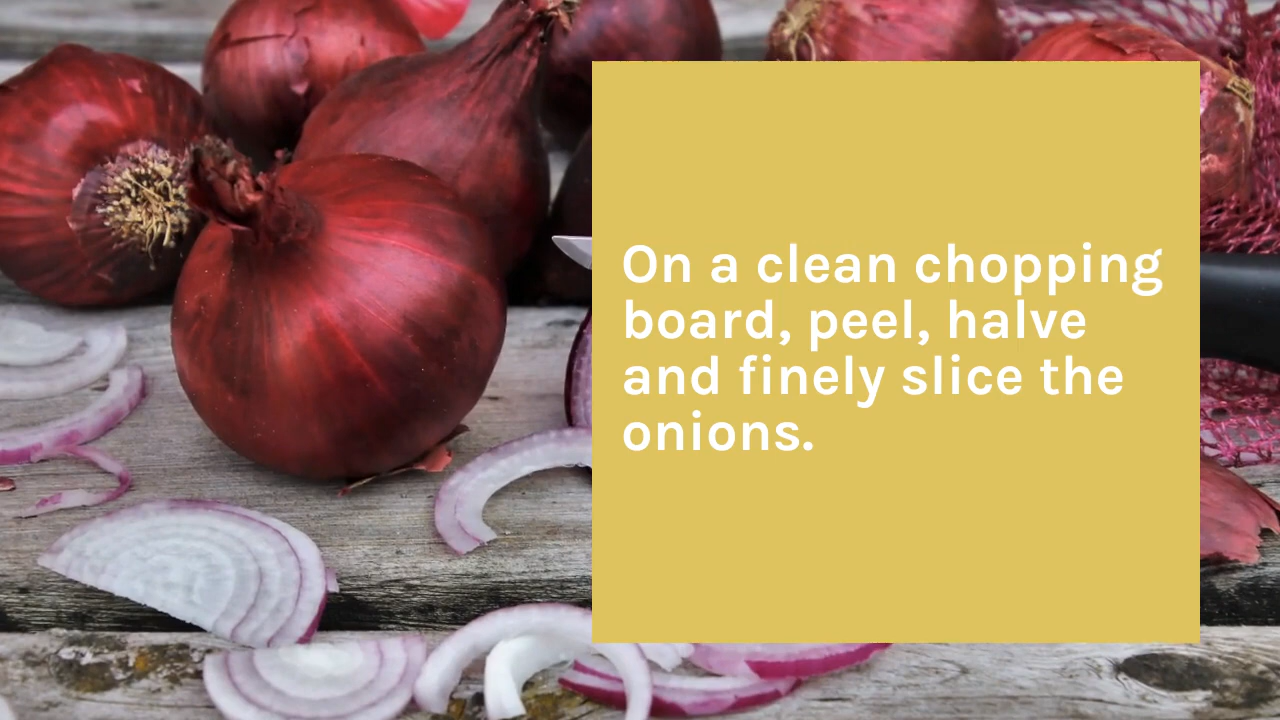 On a clean chopping
board, peel, halve
and finely slice the
onions.